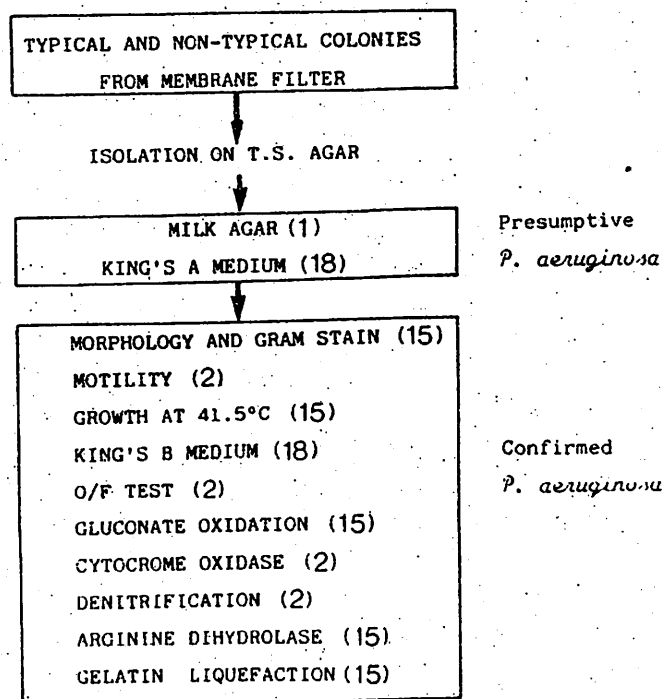 TYPICAL AND NON-TYPICAL COLONIES
FROM MEMBRANE FILTER
ISOLATION ON T.S. AGAR
MILK AGAR (1)
KING'S A MEDIUM (18)
Presumptive
P. aeruginosa
MORPHOLOGY AND GRAM STAIN (15)
MOTILITY (2)
GROWTH AT 41.5°C (15)
KING'S B MEDIUM (18)
O/F TEST (2)
GLUCONATE OXIDATION (15)
CYTOCROME OXIDASE (2)
DENITRIFICATION (2)
ARGININE DIHYDROLASE (15)
GELATIN LIQUEFACTION (15)
Confirmed
P. aeruginosa